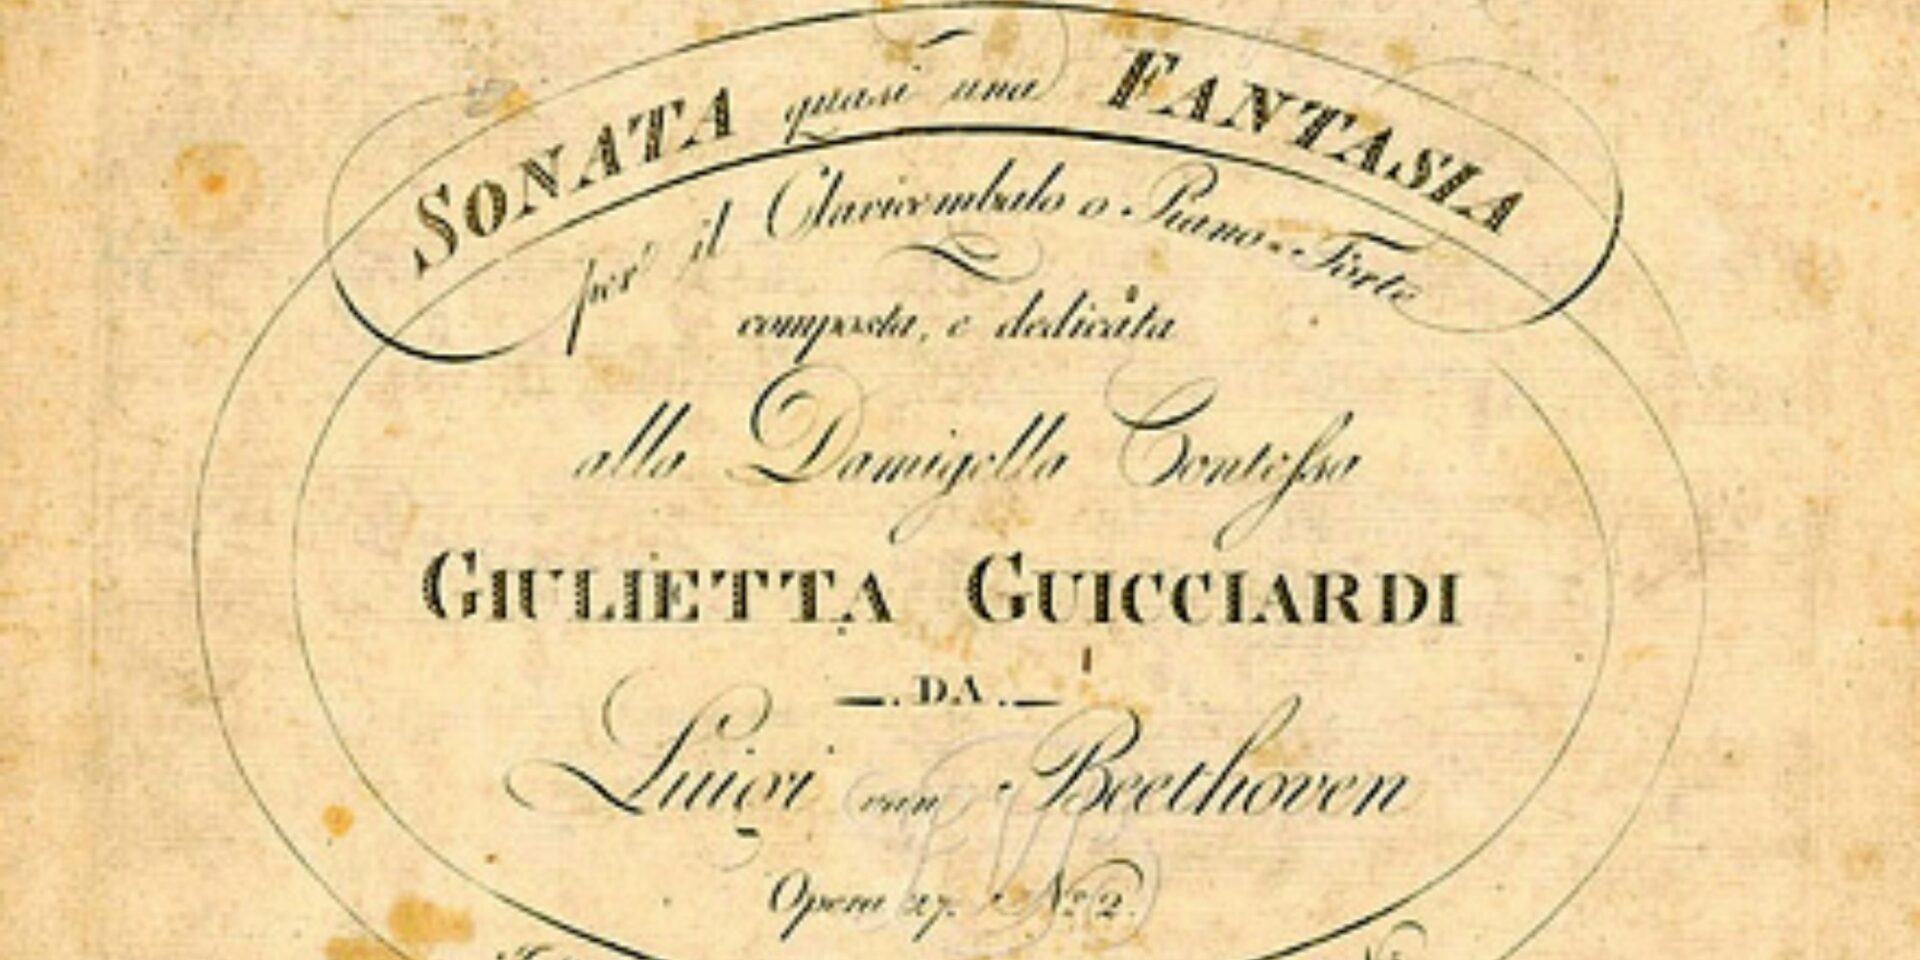 SONATA quasi una FANTASIA
per il Clavicembalo o Piano-Forte
composta, e dedicata
alla Damigella Contessa
GIULIETTA GUICCIARDI
DA
Luigi van Beethoven
Opera 27. No. 2.